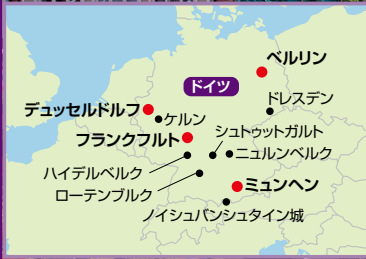 ベルリン
ドイツ
ドレスデン
デュッセルドルフ
ケルン
シュトゥットガルト
フランクフルト
ニュルンベルク
ハイデルベルク
ローテンブルク
ミュンヘン
ノイシュバンシュタイン城